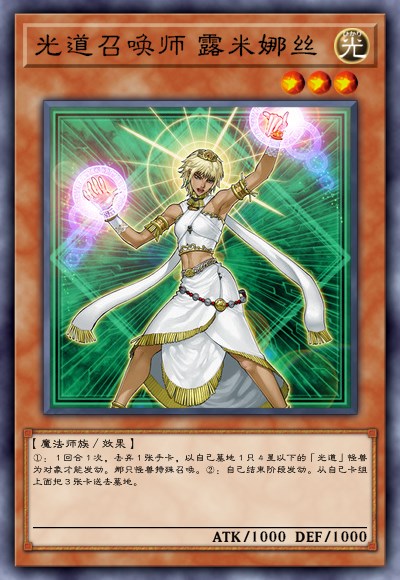 光道召唤师 露米娜丝
光
【魔法师族／效果】
①：1回合1次，丢弃1张手卡，以自己墓地1只4星以下的「光道」怪兽
为对象才能发动。那只怪兽特殊召唤。②：自己结束阶段发动。从自己卡组
上面把3张卡送去墓地。
ATK/1000 DEF/1000